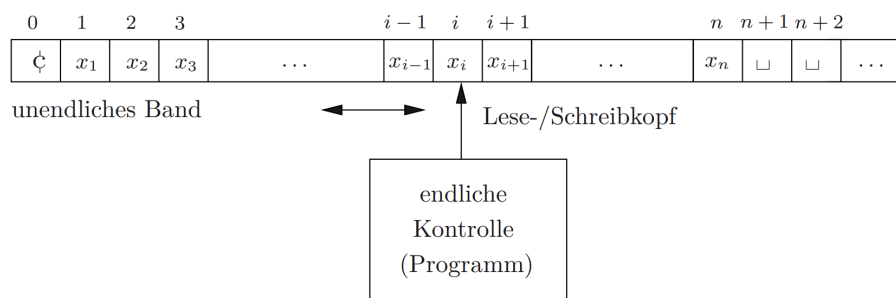 0 1 2 3 i − 1 i i + 1 n n + 1 n + 2
¢ x₁ x₂ x₃ ... xᵢ₋₁ xᵢ xᵢ₊₁ ... xₙ ␣ ␣ ...
unendliches Band
Lese-/Schreibkopf
endliche
Kontrolle
(Programm)